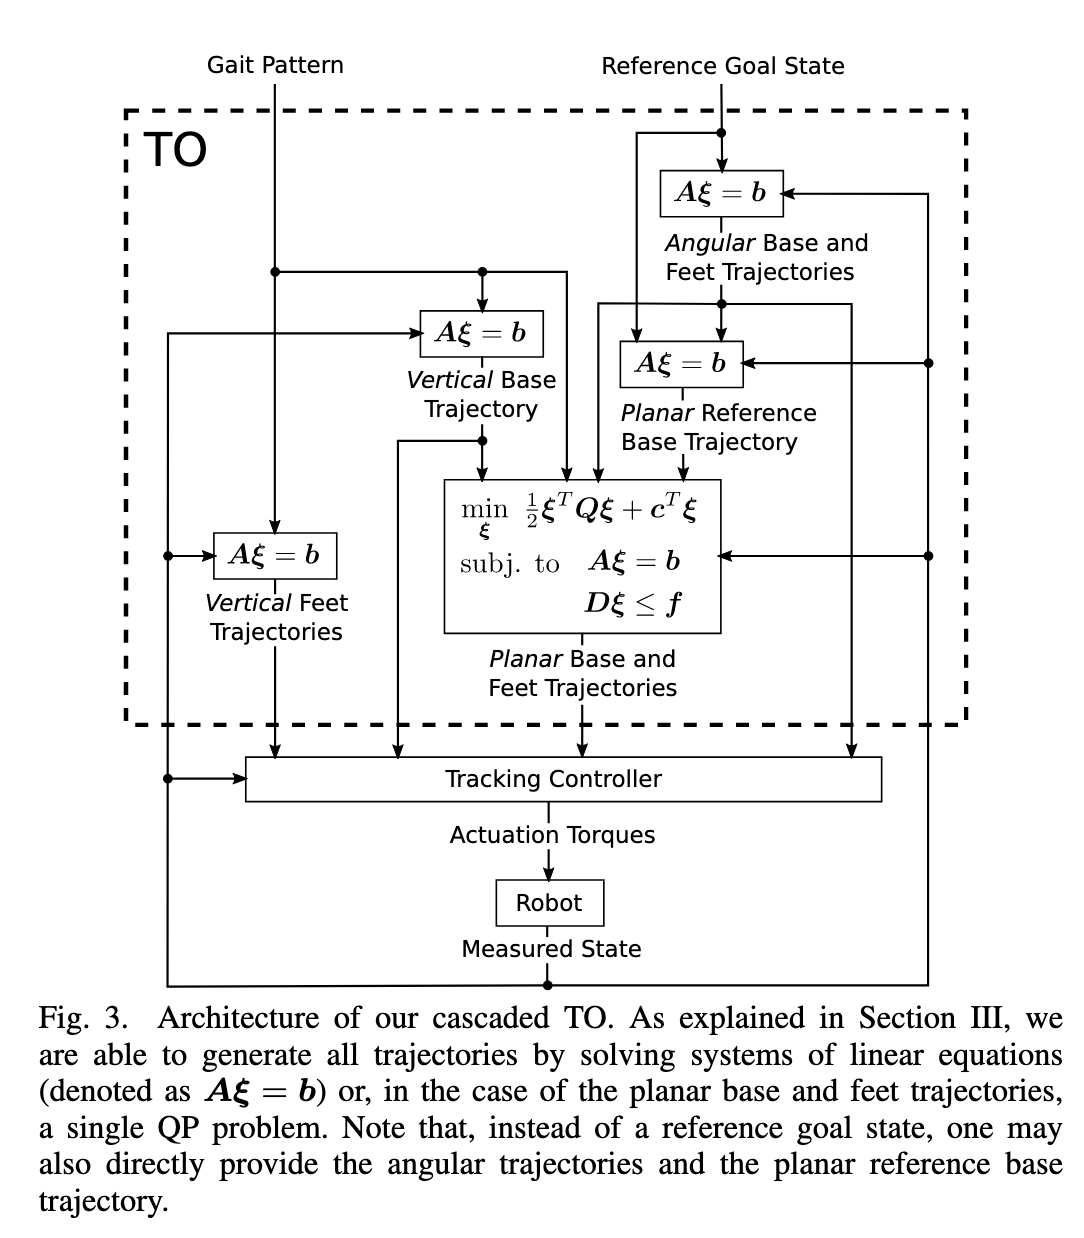 Gait Pattern
Reference Goal State
TO
Aξ = b
Angular Base and
Feet Trajectories
Aξ = b
Vertical Base
Trajectory
Aξ = b
Planar Reference
Base Trajectory
min ½ξᵀQξ + cᵀξ
ξ
subj. to Aξ = b
Dξ ≤ f
Aξ = b
Vertical Feet
Trajectories
Planar Base and
Feet Trajectories
Tracking Controller
Actuation Torques
Robot
Measured State
Fig. 3. Architecture of our cascaded TO. As explained in Section III, we
are able to generate all trajectories by solving systems of linear equations
(denoted as Aξ = b) or, in the case of the planar base and feet trajectories,
a single QP problem. Note that, instead of a reference goal state, one may
also directly provide the angular trajectories and the planar reference base
trajectory.